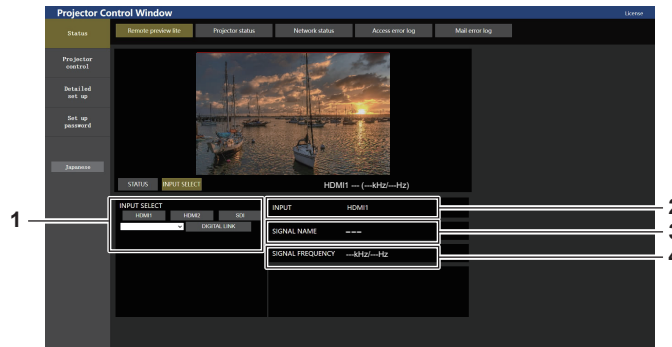 Projector Control Window
License
Status
Remote preview lite
Projector status
Network status
Access error log
Mail error log
Projector
control
Detailed
set up
Set up
password
Japanese
STATUS
INPUT SELECT
HDMI1 --- (---kHz/---Hz)
INPUT SELECT
HDMI1
HDMI2
SDI
DIGITAL LINK
INPUT
HDMI1
SIGNAL NAME
---
SIGNAL FREQUENCY
---kHz/---Hz
1
2
3
4